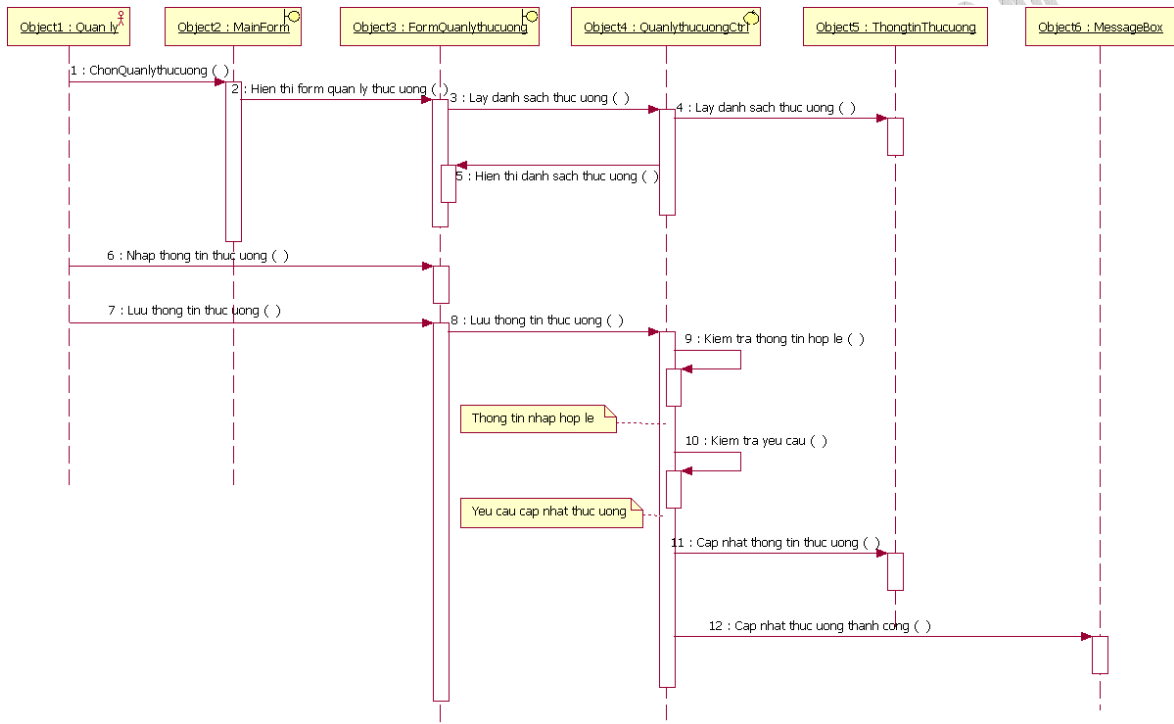 Object1 : Quan ly
Object2 : MainForm
Object3 : FormQuanlythucuong
Object4 : QuanlythucuongCtrl
Object5 : ThongtinThucuong
Object6 : MessageBox
1 : ChonQuanlythucuong ( )
2 : Hien thi form quan ly thuc uong ( )
3 : Lay danh sach thuc uong ( )
4 : Lay danh sach thuc uong ( )
5 : Hien thi danh sach thuc uong ( )
6 : Nhap thong tin thuc uong ( )
7 : Luu thong tin thuc uong ( )
8 : Luu thong tin thuc uong ( )
9 : Kiem tra thong tin hop le ( )
Thong tin nhap hop le
10 : Kiem tra yeu cau ( )
Yeu cau cap nhat thuc uong
11 : Cap nhat thong tin thuc uong ( )
12 : Cap nhat thuc uong thanh cong ( )